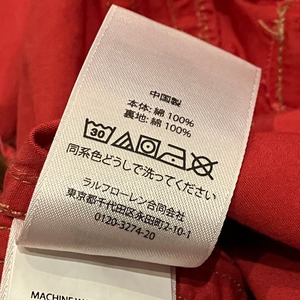 中国製
本体: 綿 100%
裏地: 綿 100%
30
同系色どうしで洗ってください
ラルフローレン合同会社
東京都千代田区永田町2-10-1
0120-3274-20
MACHINE